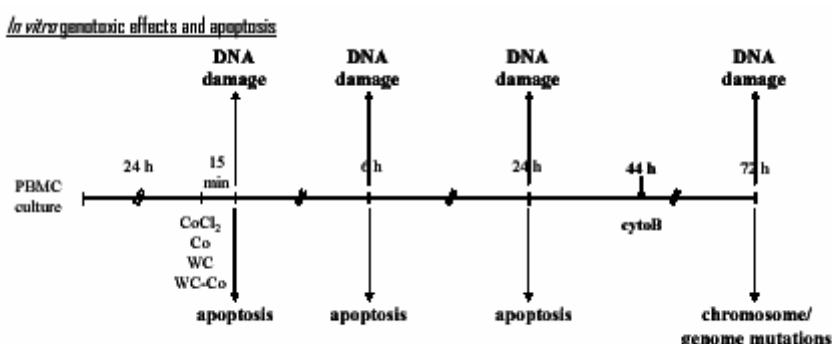 In vitro genotoxic effects and apoptosis
DNA damage
DNA damage
DNA damage
DNA damage
24 h
15 min
6 h
24 h
44 h
72 h
PBMC culture
CoCl₂
Co
WC
WC-Co
cytoB
apoptosis
apoptosis
apoptosis
chromosome/
genome mutations